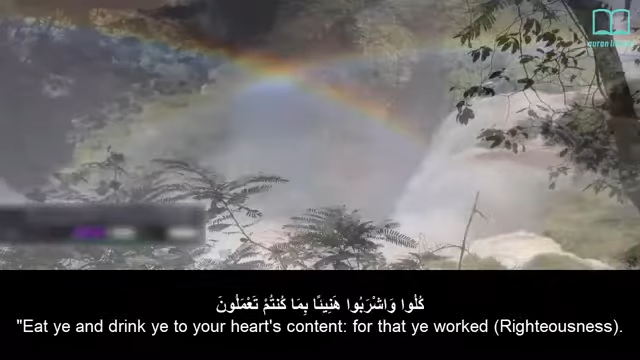 كُلُوا وَاشْرَبُوا هَنِيئًا بِمَا كُنتُمْ تَعْمَلُونَ
"Eat ye and drink ye to your heart's content: for that ye worked (Righteousness).